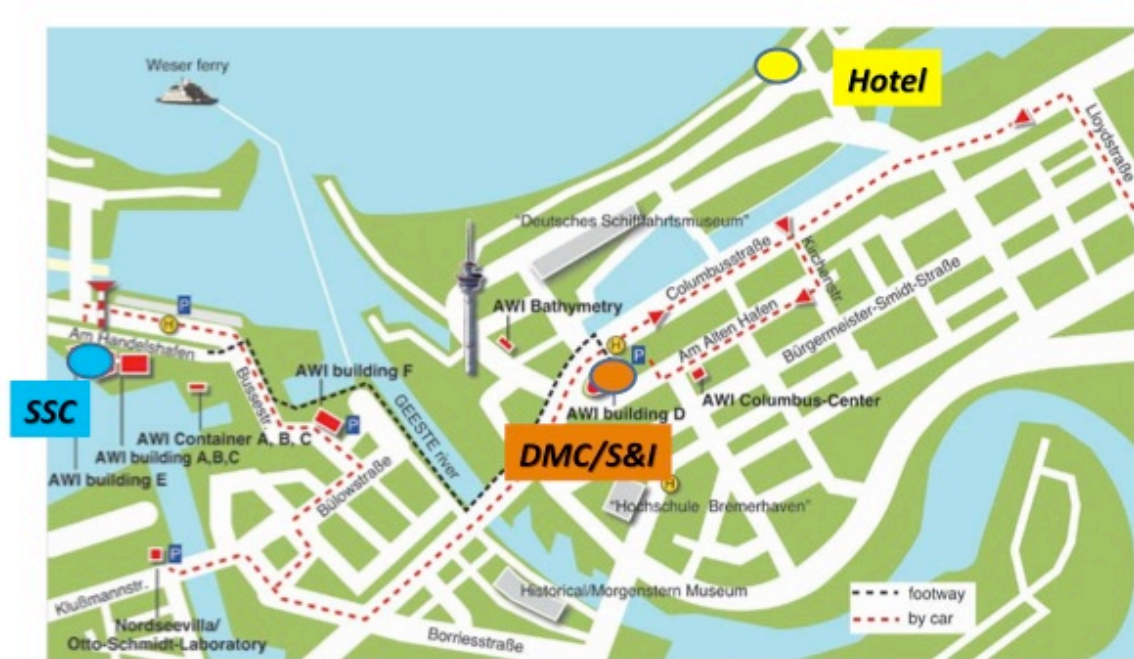 Weser ferry
Hotel
Lloydstraße
"Deutsches Schifffahrtsmuseum"
Columbusstraße
Kirchenstr.
AWI Bathymetry
Am Alten Hafen
Bürgermeister-Smidt-Straße
P
H
Am Handelshafen
H
P
SSC
Busserstr.
AWI building F
P
GEESTE river
AWI building D
AWI Columbus-Center
AWI Container A, B, C
AWI building A,B,C
AWI building E
DMC/S&I
H
"Hochschule Bremerhaven"
Bülowstraße
P
Klußmannstr.
Historical/Morgenstern Museum
footway
by car
Nordseevilla/
Otto-Schmidt-Laboratory
Borriesstraße